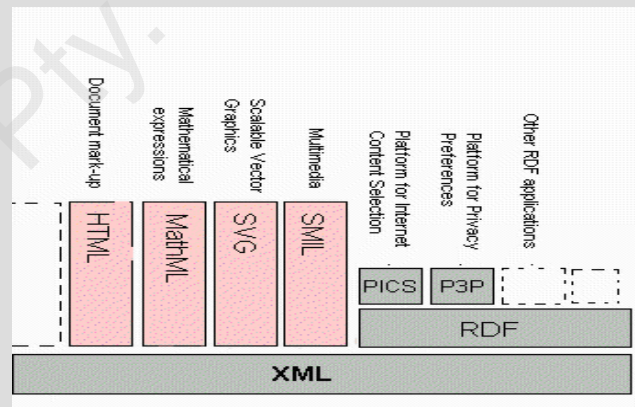 Pty.
Document mark-up
Mathematical
expressions
Scalable Vector
Graphics
Multimedia
Platform for Internet
Content Selection
Platform for Privacy
Preferences
Other RDF applications
HTML
MathML
SVG
SMIL
PICS
P3P
RDF
XML